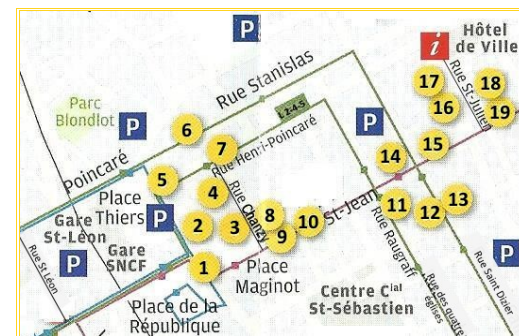 P
i
Hôtel
de Ville
Rue Stanislas
17
18
Rue St-Julien
16
19
Parc
Blondlot
P
6
L 2-4-5
P
7
Rue Henri-Poincaré
14
15
Poincaré
5
4
Place
Thiers
P
2
3
Rue Chanzy
8
9
10
St-Jean
11
12
13
Gare
St-Léon
P
Rue St Léon
Gare
SNCF
1
Place
Maginot
Rue Raugraff
Rue Saint Dizier
P
Rue des quatre
églises
Centre Cial
St-Sébastien
Place de la
République